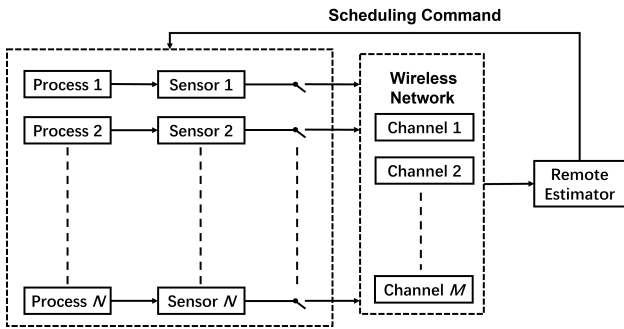 Scheduling Command
Process 1
Sensor 1
Wireless
Network
Process 2
Sensor 2
Channel 1
Channel 2
Remote
Estimator
Process N
Sensor N
Channel M